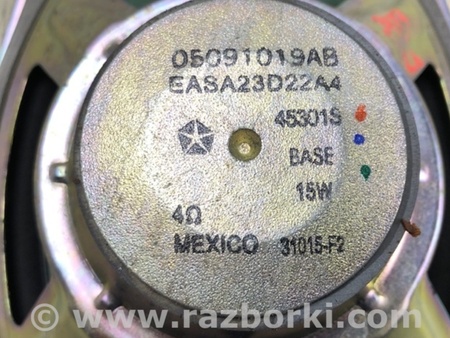 05091019AB
EASA23D22A4
45301S
BASE
15W
4Ω
MEXICO 31015-F2
© www.razborki.com